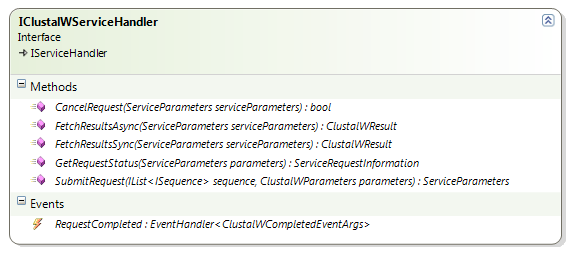 IClustalWServiceHandler
Interface
IServiceHandler
Methods
CancelRequest(ServiceParameters serviceParameters) : bool
FetchResultsAsync(ServiceParameters serviceParameters) : ClustalWResult
FetchResultsSync(ServiceParameters serviceParameters) : ClustalWResult
GetRequestStatus(ServiceParameters parameters) : ServiceRequestInformation
SubmitRequest(IList<ISequence> sequence, ClustalWParameters parameters) : ServiceParameters
Events
RequestCompleted : EventHandler<ClustalWCompletedEventArgs>